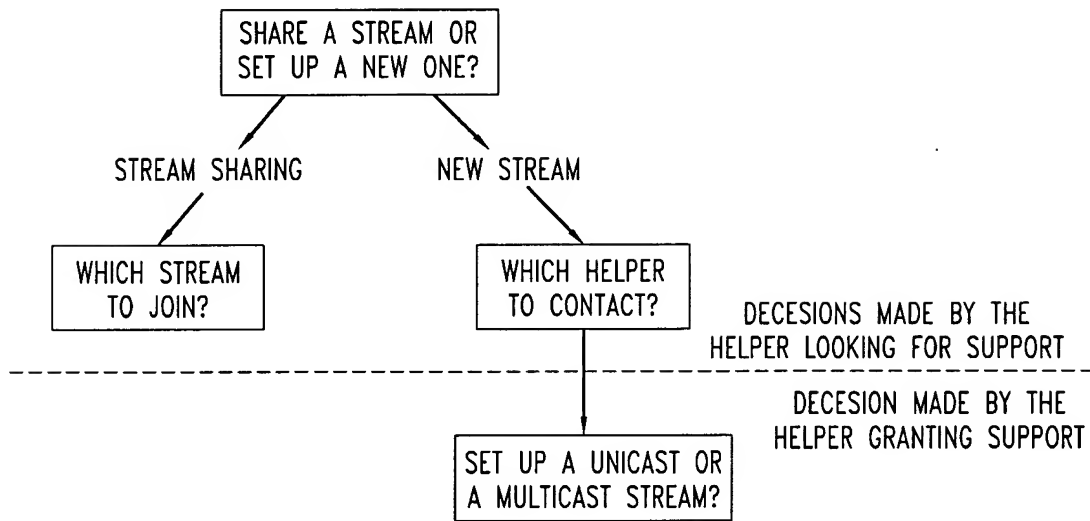 SHARE A STREAM OR
SET UP A NEW ONE?
STREAM SHARING
NEW STREAM
WHICH STREAM
TO JOIN?
WHICH HELPER
TO CONTACT?
DECESIONS MADE BY THE
HELPER LOOKING FOR SUPPORT
DECESION MADE BY THE
HELPER GRANTING SUPPORT
SET UP A UNICAST OR
A MULTICAST STREAM?